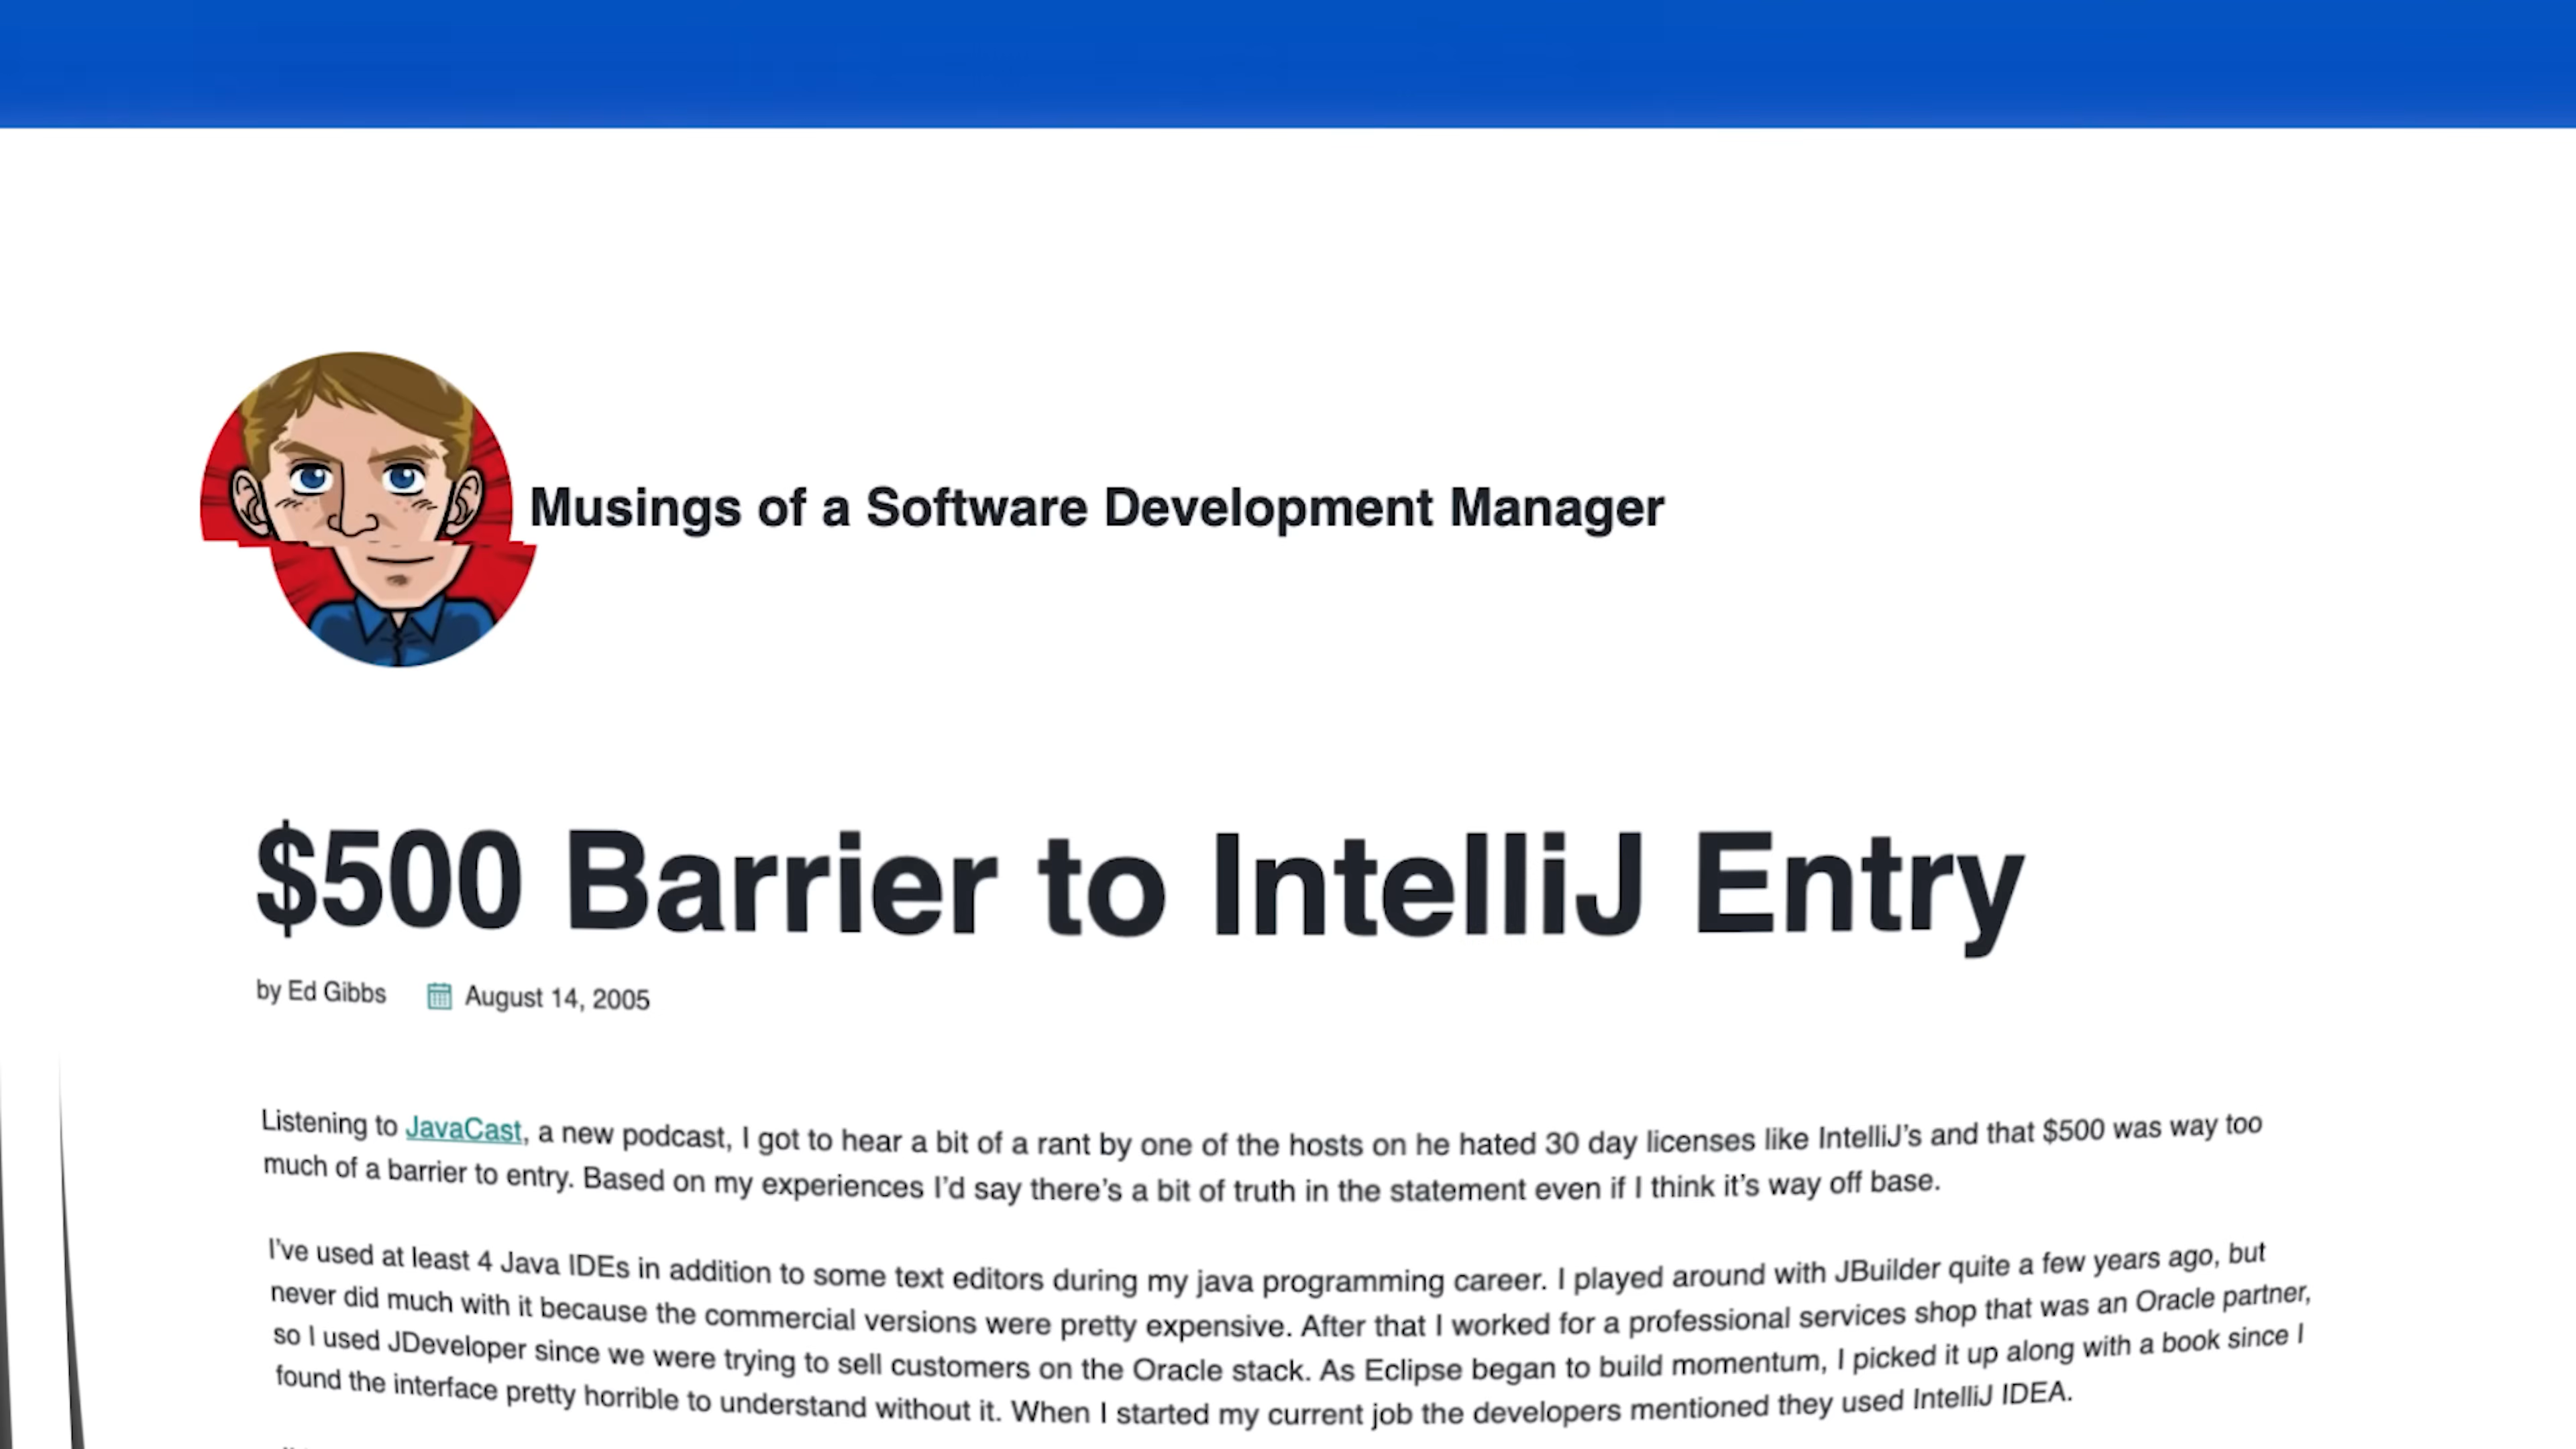 Musings of a Software Development Manager
$500 Barrier to IntelliJ Entry
by Ed Gibbs August 14, 2005
Listening to JavaCast, a new podcast, I got to hear a bit of a rant by one of the hosts on he hated 30 day licenses like IntelliJ's and that $500 was way too
much of a barrier to entry. Based on my experiences I'd say there's a bit of truth in the statement even if I think it's way off base.
I've used at least 4 Java IDEs in addition to some text editors during my java programming career. I played around with JBuilder quite a few years ago, but
never did much with it because the commercial versions were pretty expensive. After that I worked for a professional services shop that was an Oracle partner,
so I used JDeveloper since we were trying to sell customers on the Oracle stack. As Eclipse began to build momentum, I picked it up along with a book since I
found the interface pretty horrible to understand without it. When I started my current job the developers mentioned they used IntelliJ IDEA.